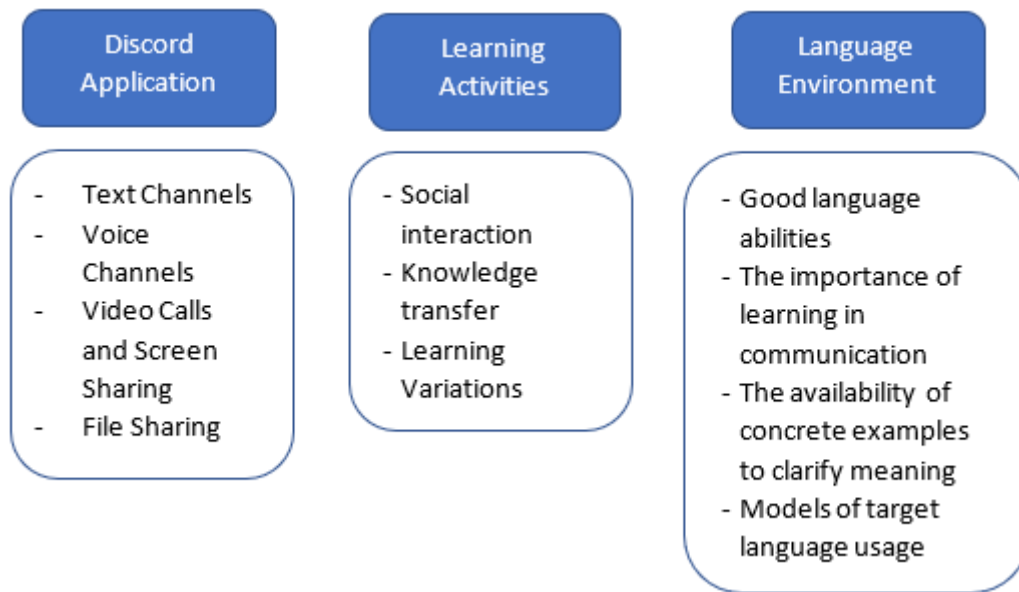 Discord
Application
- Text Channels
- Voice
Channels
- Video Calls
and Screen
Sharing
- File Sharing
Learning
Activities
- Social
interaction
- Knowledge
transfer
- Learning
Variations
Language
Environment
- Good language
abilities
- The importance of
learning in
communication
- The availability of
concrete examples
to clarify meaning
- Models of target
language usage